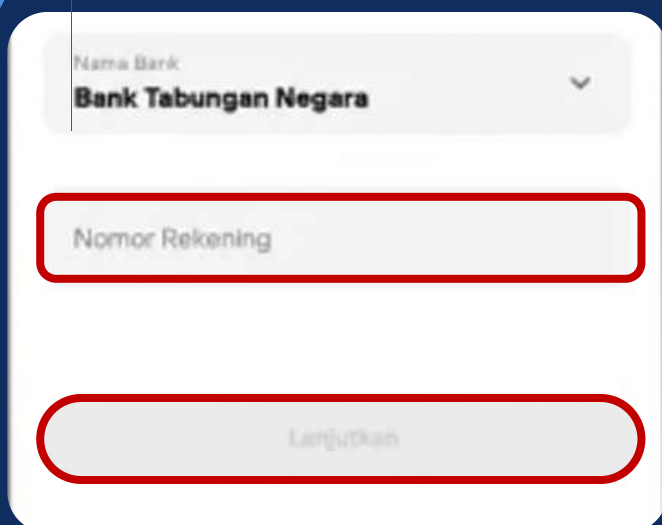 Nama Bank
Bank Tabungan Negara
Nomor Rekening
Lanjutkan